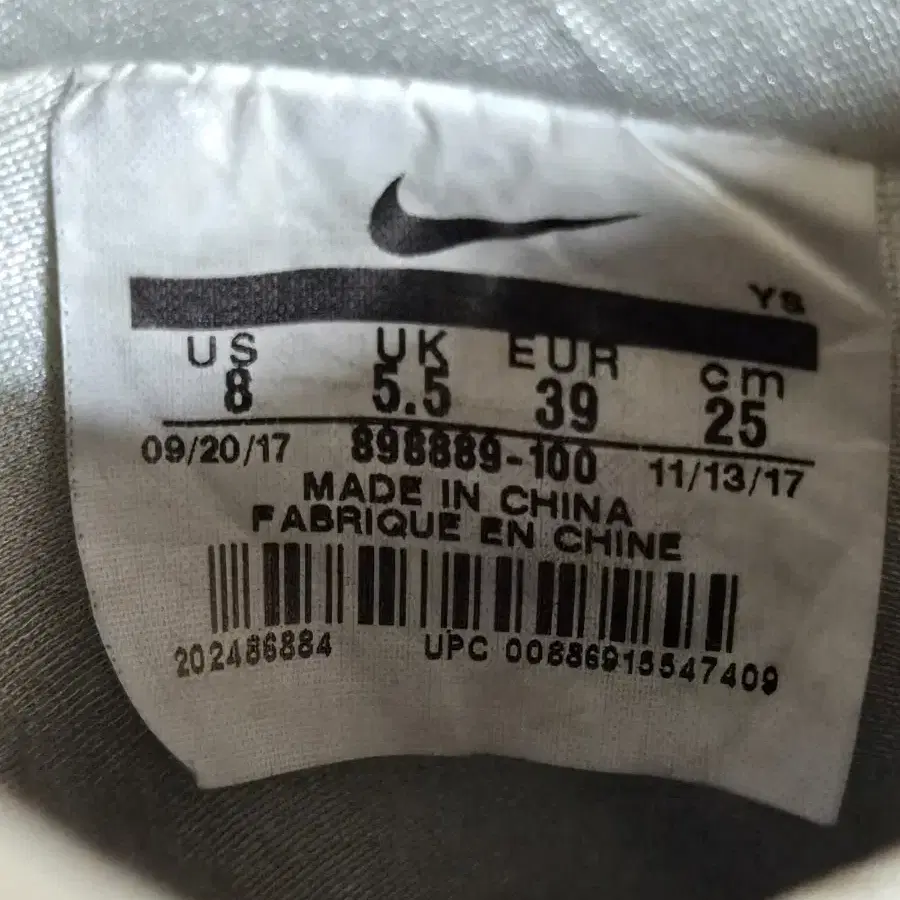 YS
US UK EUR cm
8 5.5 39 25
09/20/17 898889-100 11/13/17
MADE IN CHINA
FABRIQUE EN CHINE
202486884 UPC 00886915547409